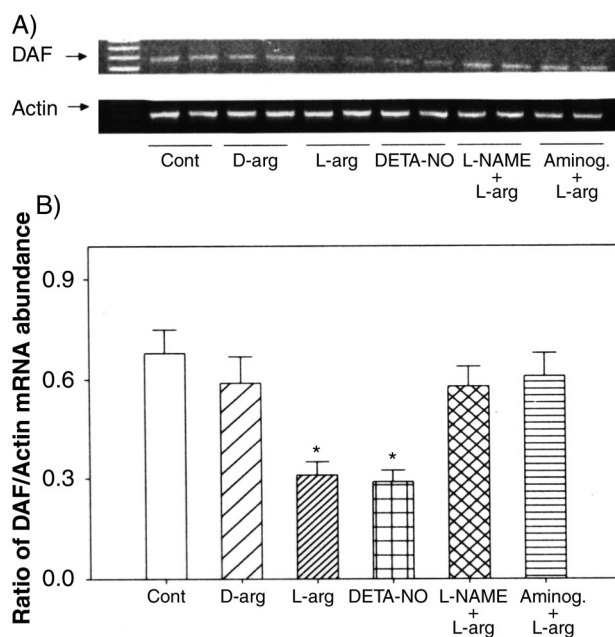 A)
DAF →
Actin →
Cont D-arg L-arg DETA-NO L-NAME + L-arg Aminog. + L-arg
B)
Ratio of DAF/Actin mRNA abundance
0.9
0.6
0.3
0.0
* *
Cont D-arg L-arg DETA-NO L-NAME + L-arg Aminog. + L-arg